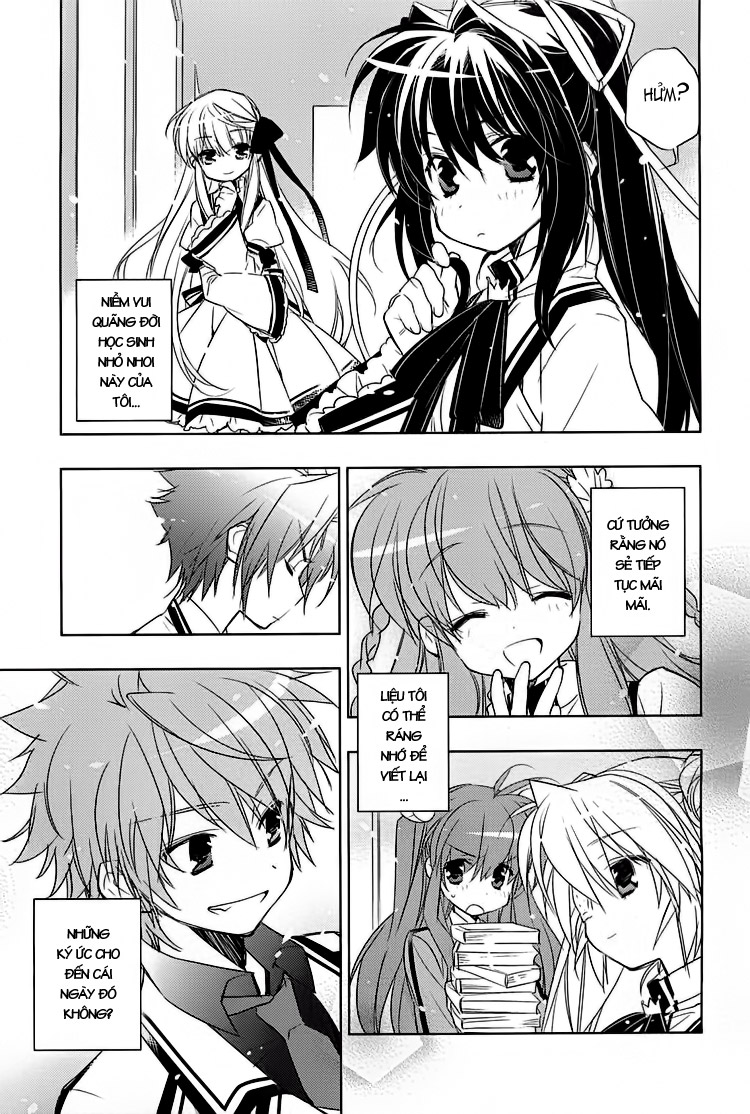 HỬM?
NIỀM VUI
QUÃNG ĐỜI
HỌC SINH
NHỎ NHOI
NÀY CỦA
TÔI...
CỨ TƯỞNG
RẰNG NÓ
SẺ TIẾP
TỤC MÃI
MÃI.
LIỆU TÔI
CÓ THỂ
RÁNG
NHỚ ĐỂ
VIẾT LẠI
...
NHỮNG
KÝ ỨC CHO
ĐẾN CÁI
NGÀY ĐÓ
KHÔNG?